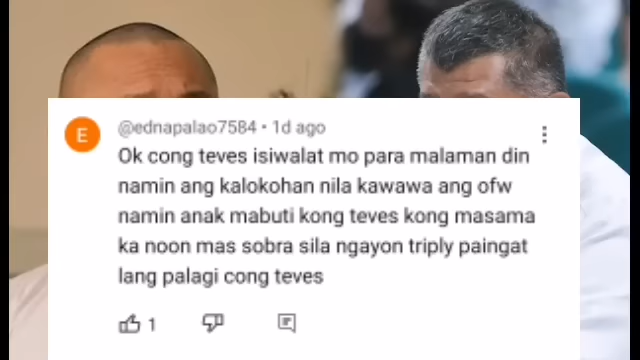 E
@ednapalao7584 • 1d ago
Ok cong teves isiwalat mo para malaman din
namin ang kalokohan nila kawawa ang ofw
namin anak mabuti kong teves kong masama
ka noon mas sobra sila ngayon triply paingat
lang palagi cong teves
1